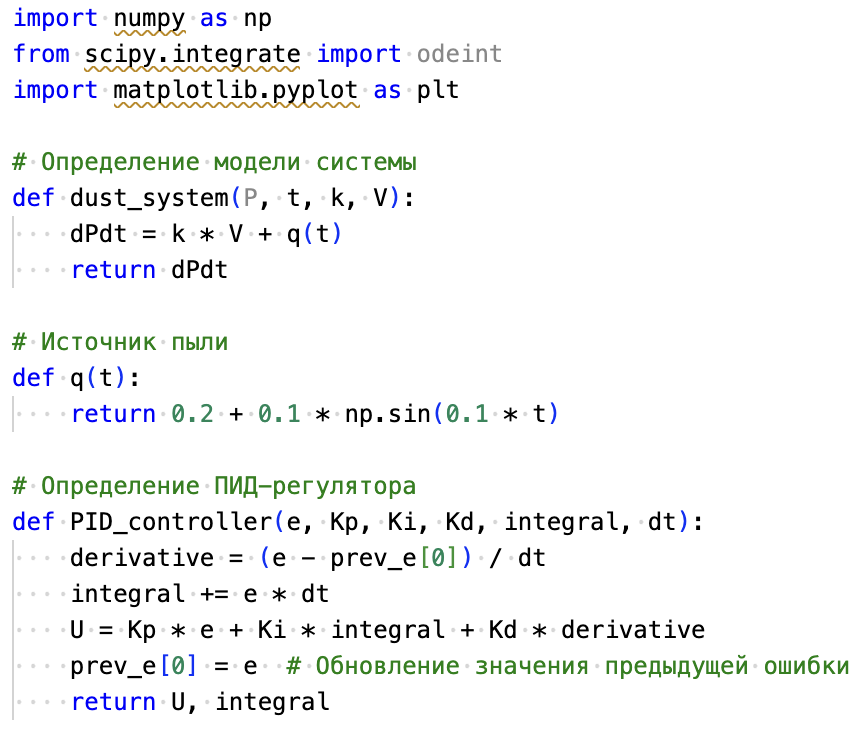 import numpy as np
from scipy.integrate import odeint
import matplotlib.pyplot as plt

# Определение модели системы
def dust_system(P, t, k, V):
    dPdt = k * V + q(t)
    return dPdt

# Источник пыли
def q(t):
    return 0.2 + 0.1 * np.sin(0.1 * t)

# Определение ПИД-регулятора
def PID_controller(e, Kp, Ki, Kd, integral, dt):
    derivative = (e - prev_e[0]) / dt
    integral += e * dt
    U = Kp * e + Ki * integral + Kd * derivative
    prev_e[0] = e  # Обновление значения предыдущей ошибки
    return U, integral